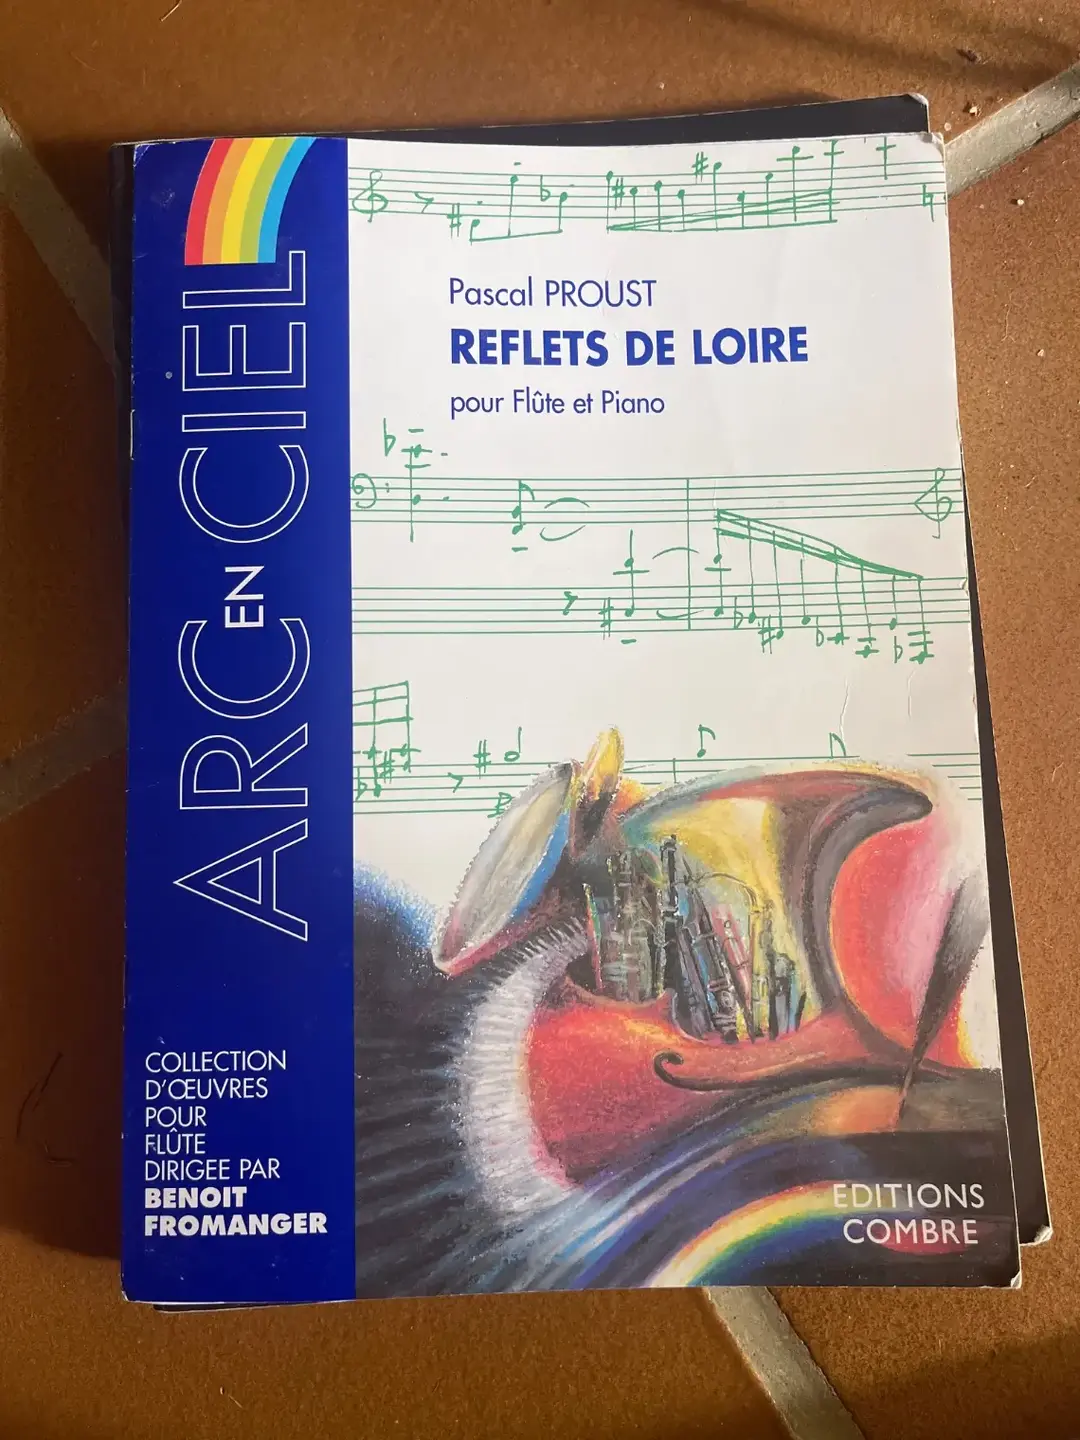 ARC EN CIEL
Pascal PROUST
REFLETS DE LOIRE
pour Flûte et Piano
COLLECTION
D'ŒUVRES
POUR
FLÛTE
DIRIGEE PAR
BENOIT
FROMANGER
EDITIONS
COMBRE